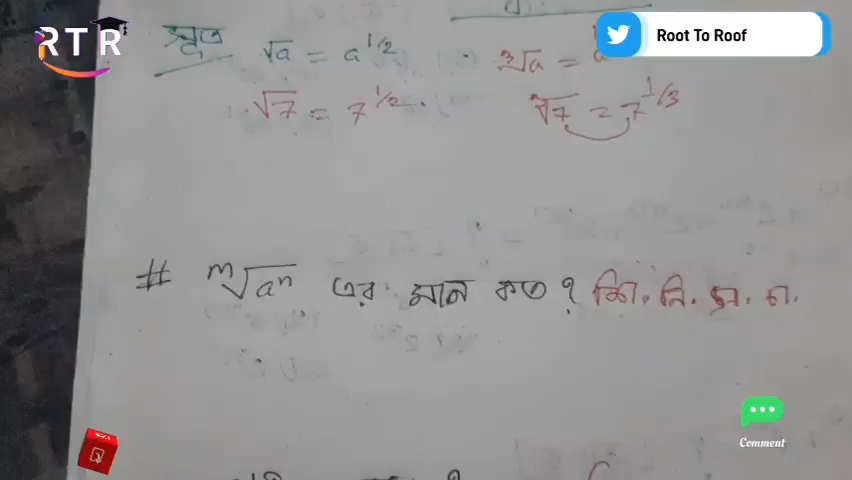 RTR
Root To Roof
সূত্র √a = a^1/2 ∛a = a
√7 = 7^1/2 . ∛7 = 7^1/3
# ᵐ√aⁿ এর মান কত? শি. নি. প্র. প.
Comment